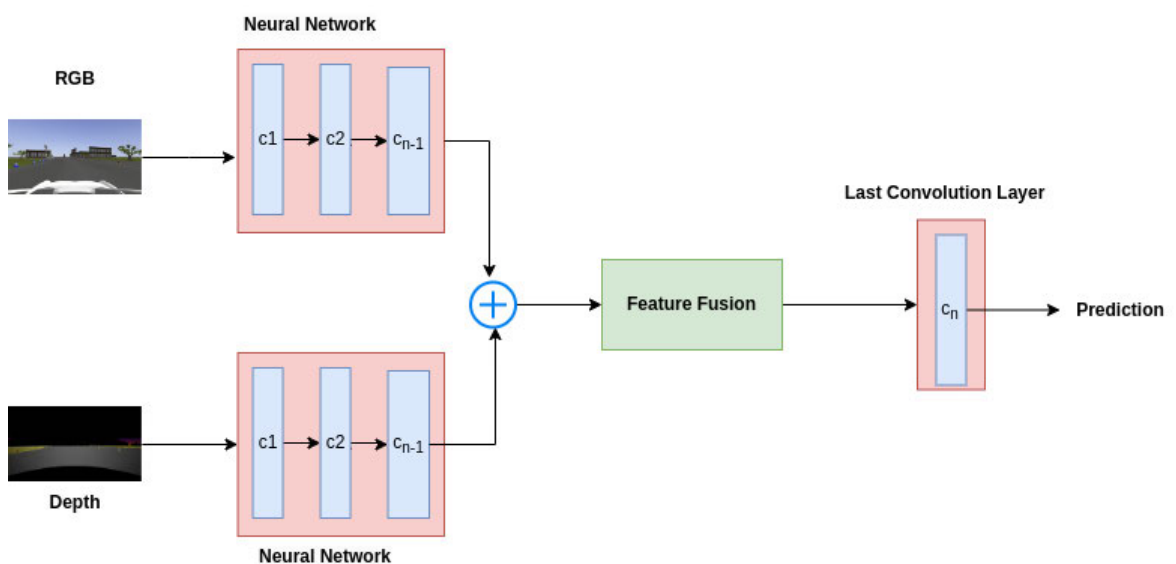 Neural Network
RGB
c1 c2 cn-1
Last Convolution Layer
Feature Fusion
cn
Prediction
c1 c2 cn-1
Depth
Neural Network